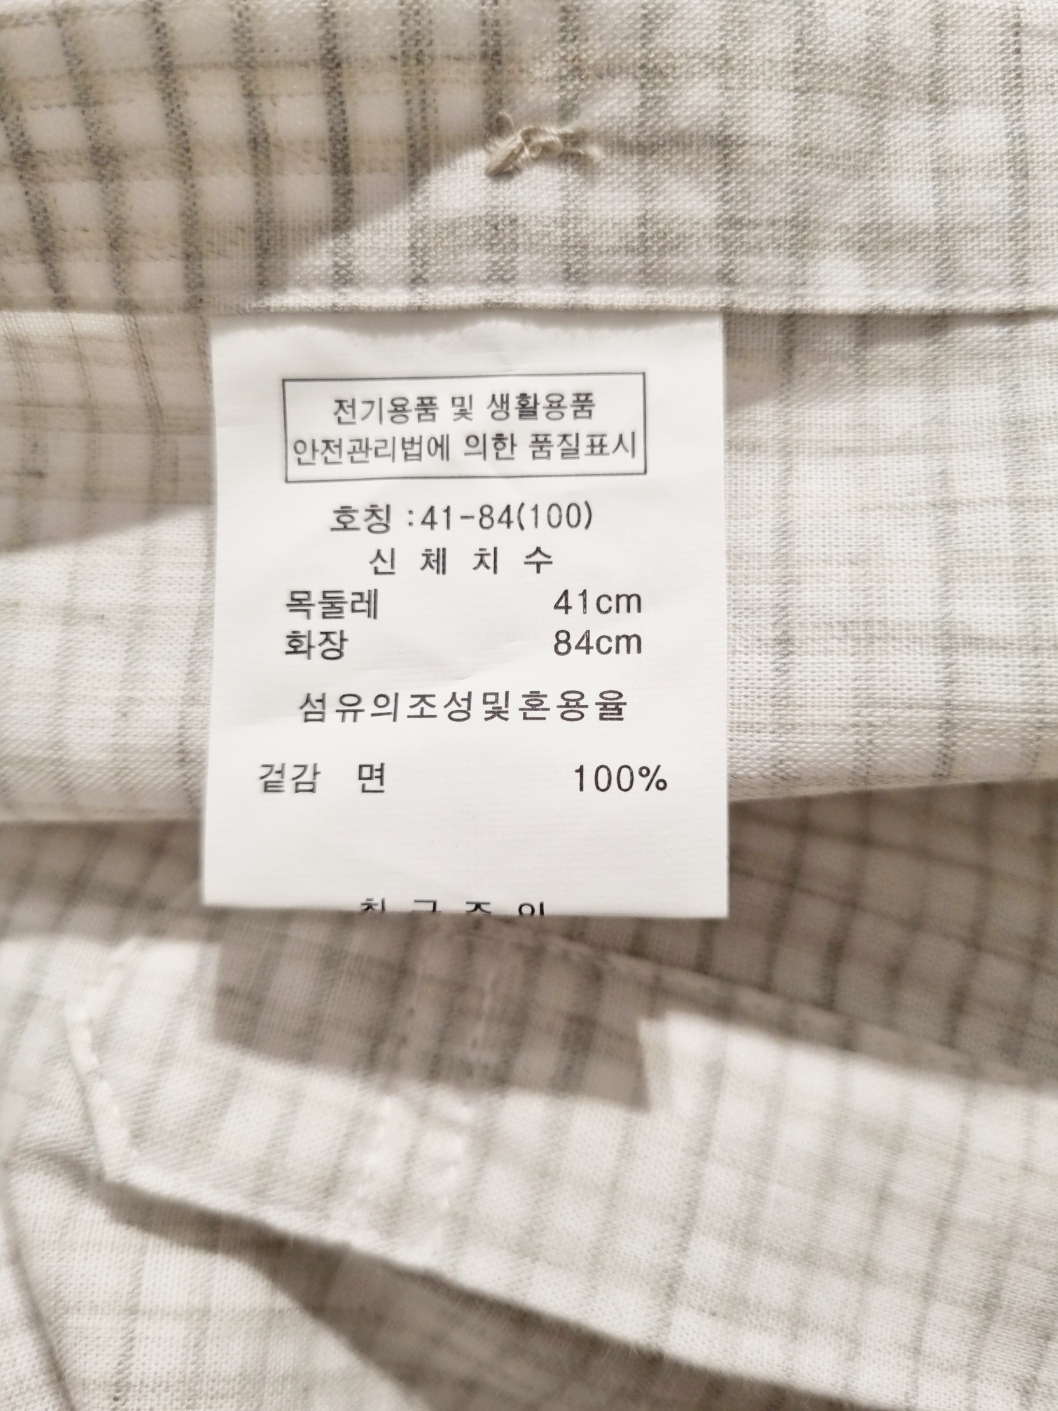 전기용품 및 생활용품
안전관리법에 의한 품질표시
호칭 :41-84(100)
신 체 치 수
목둘레 41cm
화장 84cm
섬유의조성및혼용율
겉감 면 100%